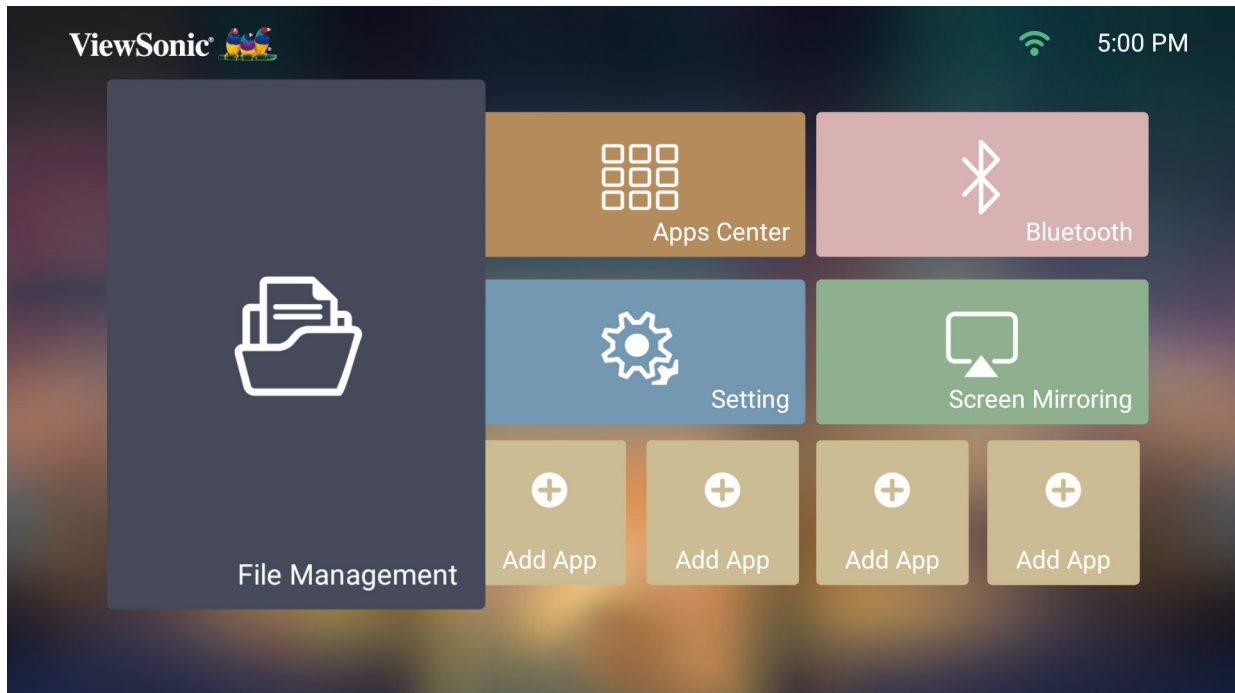 ViewSonic®
5:00 PM
Apps Center
Bluetooth
Setting
Screen Mirroring
File Management
Add App
Add App
Add App
Add App